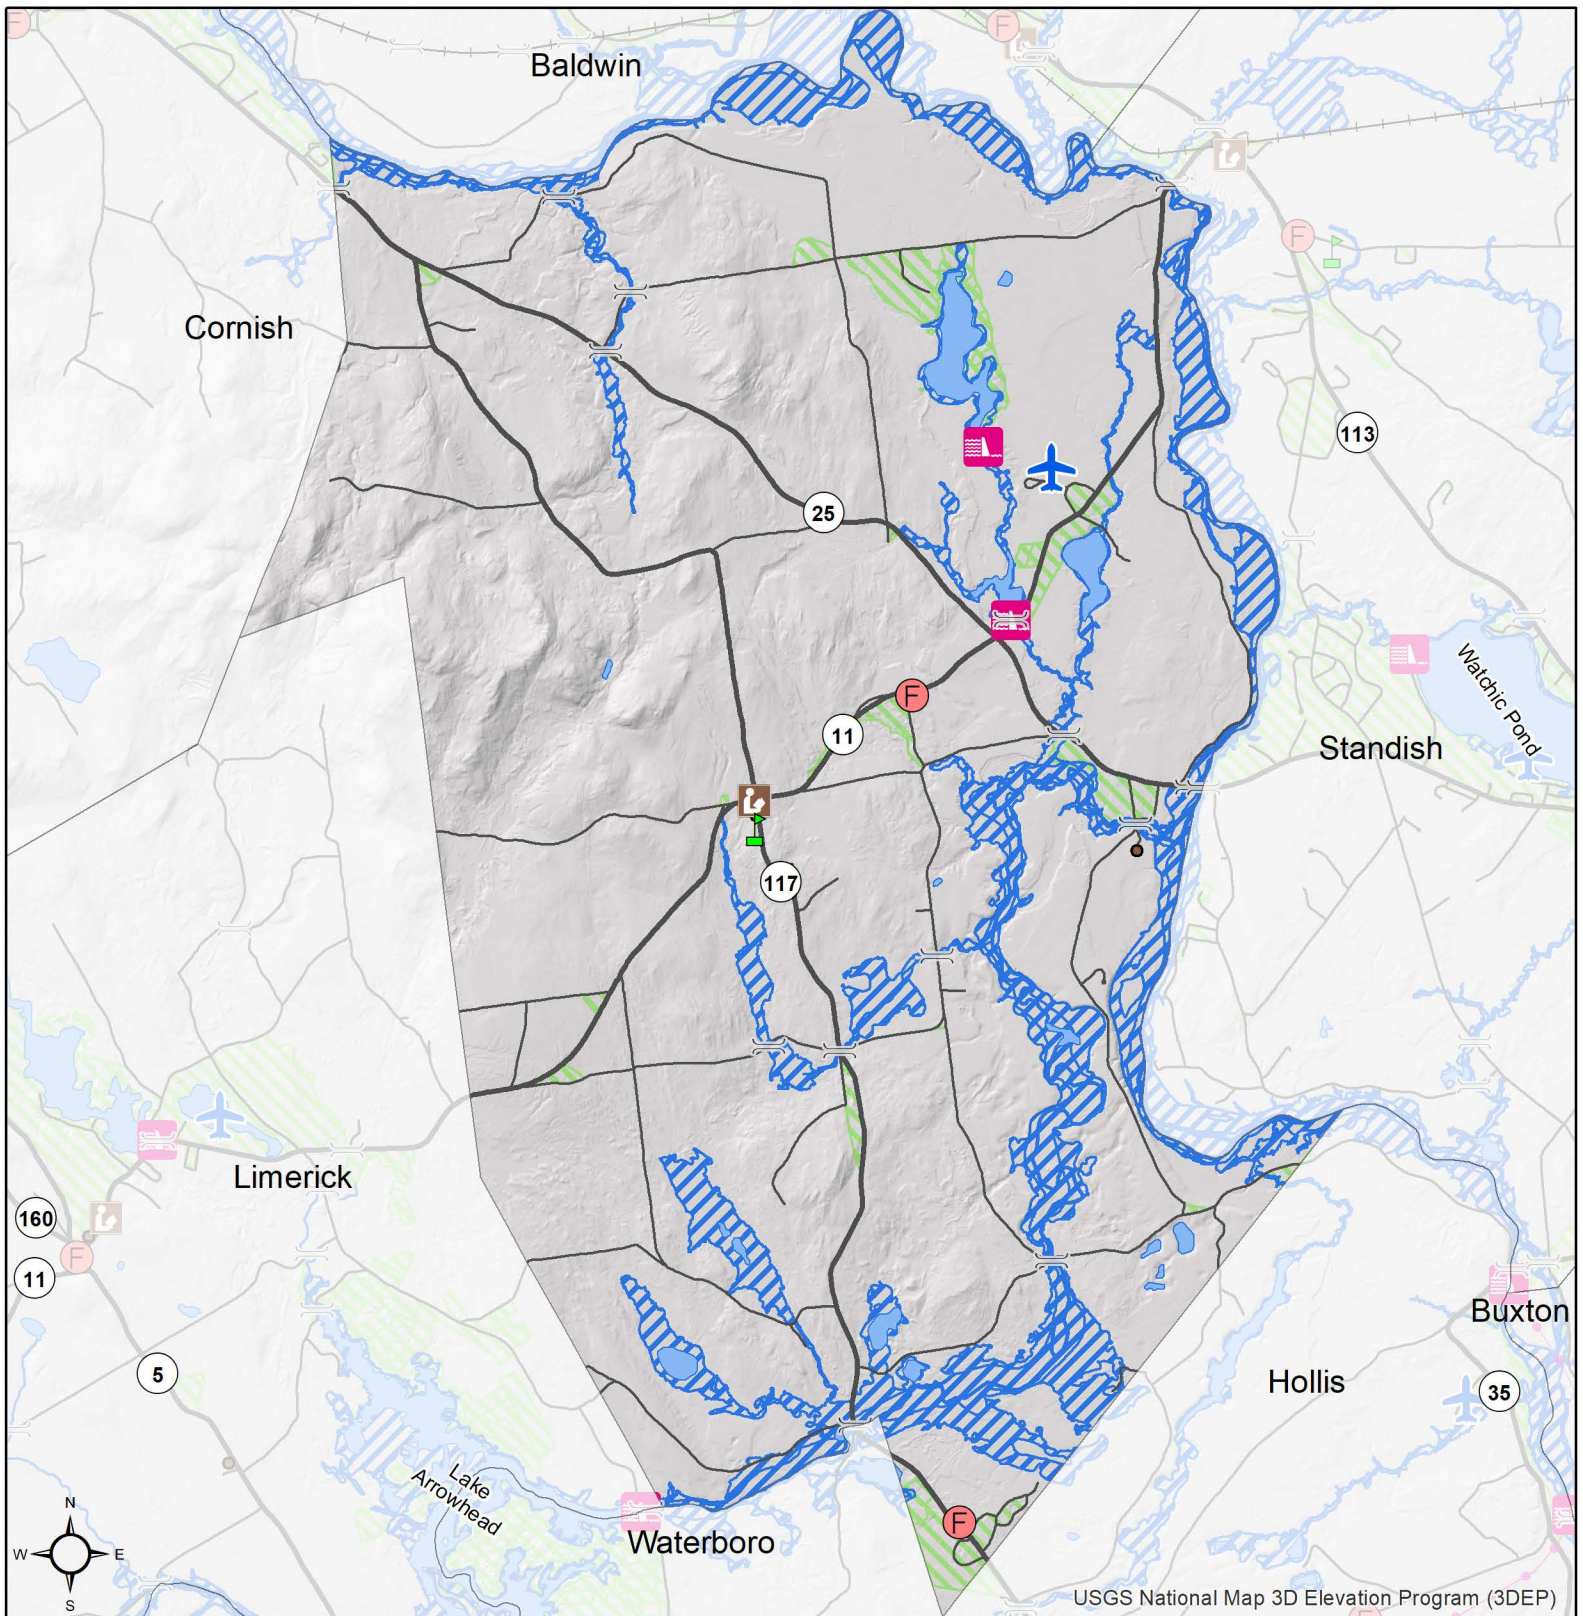 F
F
Baldwin
F
Cornish
113
25
Watchic Pond
F
11
Standish
117
Limerick
160
F
11
Buxton
5
Hollis
35
Lake
Arrowhead
N
W
E
S
F
Waterboro
USGS National Map 3D Elevation Program (3DEP)
F